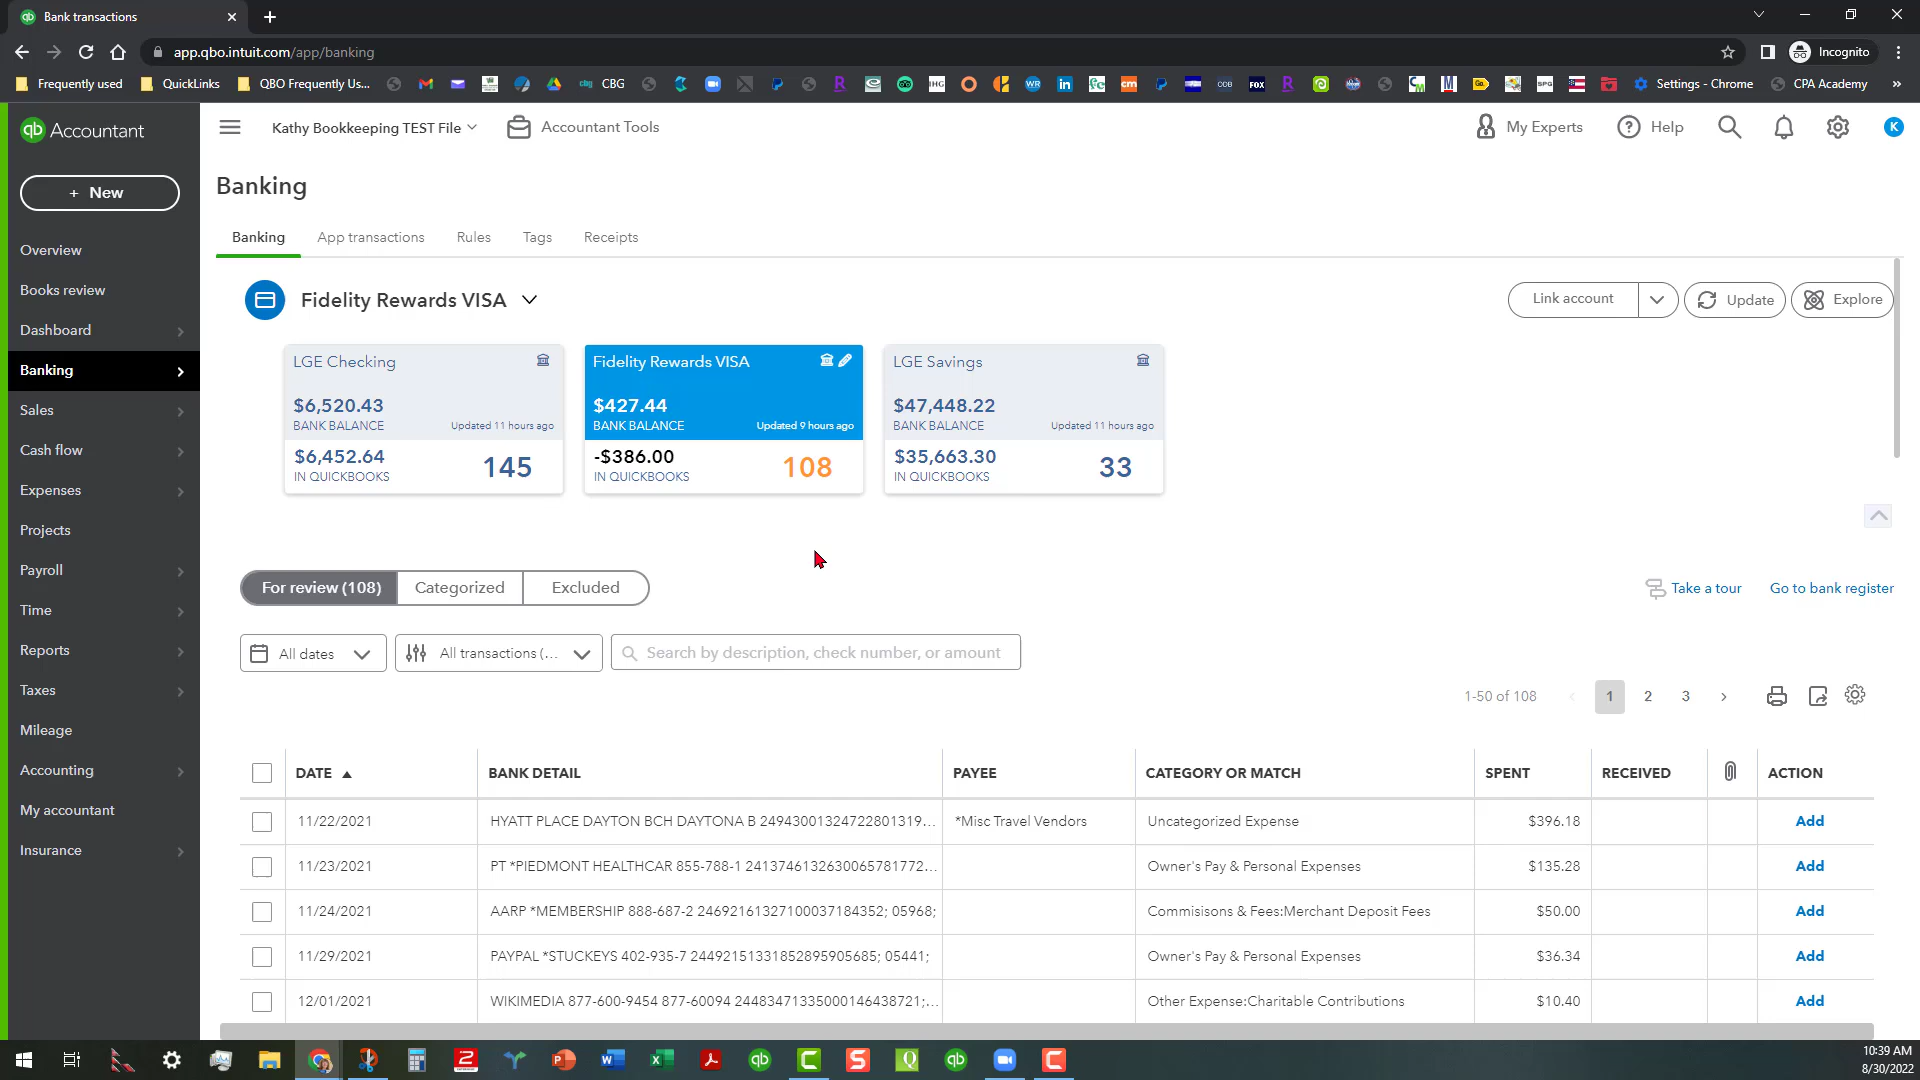 Bank transactions
app.qbo.intuit.com/app/banking
Incognito
Frequently used
QuickLinks
QBO Frequently Us...
CBG
Settings - Chrome
CPA Academy
»
qb Accountant
Kathy Bookkeeping TEST File
Accountant Tools
My Experts
Help
K
+ New
Overview
Books review
Dashboard
Banking
Sales
Cash flow
Expenses
Projects
Payroll
Time
Reports
Taxes
Mileage
Accounting
My accountant
Insurance
Banking
Banking
App transactions
Rules
Tags
Receipts
Fidelity Rewards VISA
Link account
Update
Explore
LGE Checking
$6,520.43
BANK BALANCE
Updated 11 hours ago
$6,452.64
IN QUICKBOOKS
145
Fidelity Rewards VISA
$427.44
BANK BALANCE
Updated 9 hours ago
-$386.00
IN QUICKBOOKS
108
LGE Savings
$47,448.22
BANK BALANCE
Updated 11 hours ago
$35,663.30
IN QUICKBOOKS
33
For review (108)
Categorized
Excluded
Take a tour
Go to bank register
All dates
All transactions (...
Search by description, check number, or amount
1-50 of 108
1
2
3
DATE
BANK DETAIL
PAYEE
CATEGORY OR MATCH
SPENT
RECEIVED
ACTION
11/22/2021 HYATT PLACE DAYTON BCH DAYTONA B 24943001324722801319... *Misc Travel Vendors Uncategorized Expense $396.18 Add
11/23/2021 PT *PIEDMONT HEALTHCAR 855-788-1 24137461326300657817 72... Owner's Pay & Personal Expenses $135.28 Add
11/24/2021 AARP *MEMBERSHIP 888-687-2 24692161327100037184352; 05968; Commisisons & Fees:Merchant Deposit Fees $50.00 Add
11/29/2021 PAYPAL *STUCKEYS 402-935-7 24492151331852895905685; 05441; Owner's Pay & Personal Expenses $36.34 Add
12/01/2021 WIKIMEDIA 877-600-9454 877-60094 24483471335000146438721;... Other Expense:Charitable Contributions $10.40 Add
10:39 AM
8/30/2022